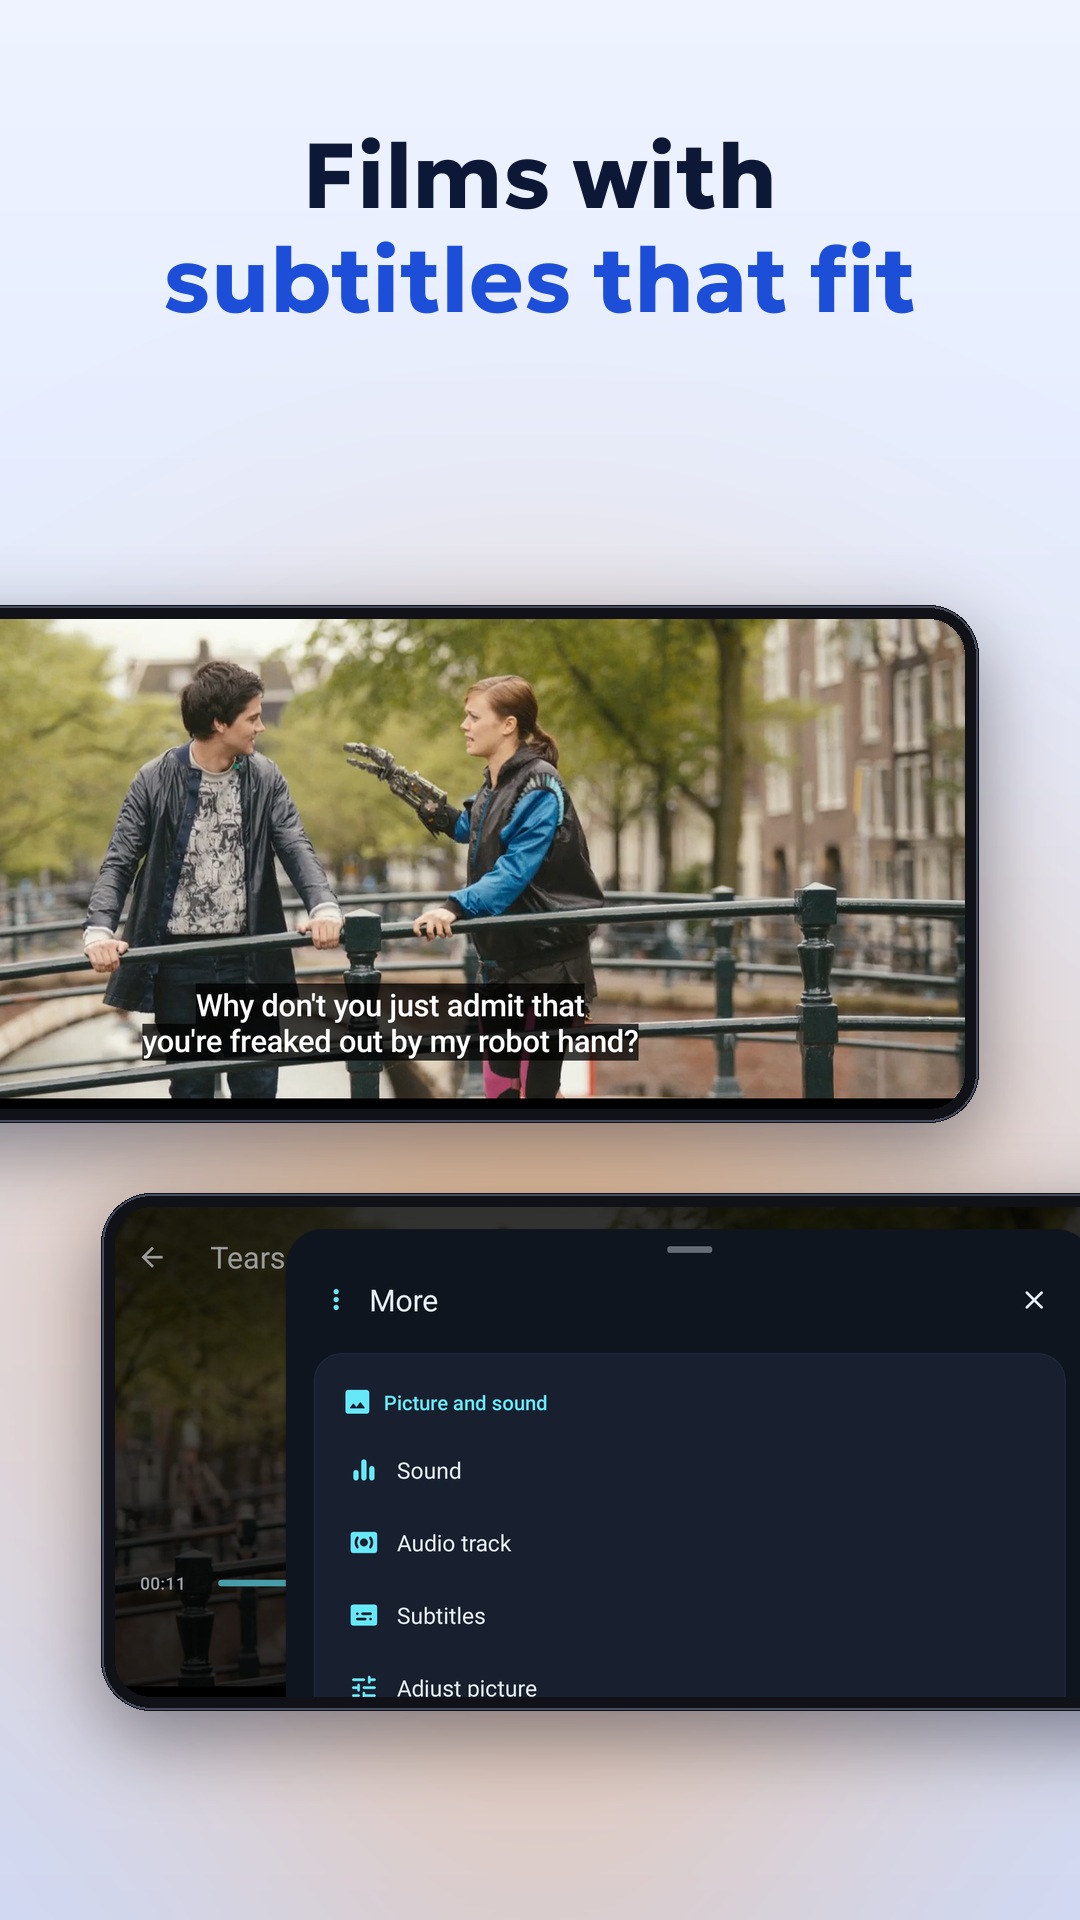 Films with
subtitles that fit
Why don't you just admit that
you're freaked out by my robot hand?
Tears
More
Picture and sound
Sound
Audio track
00:11
Subtitles
Adjust picture